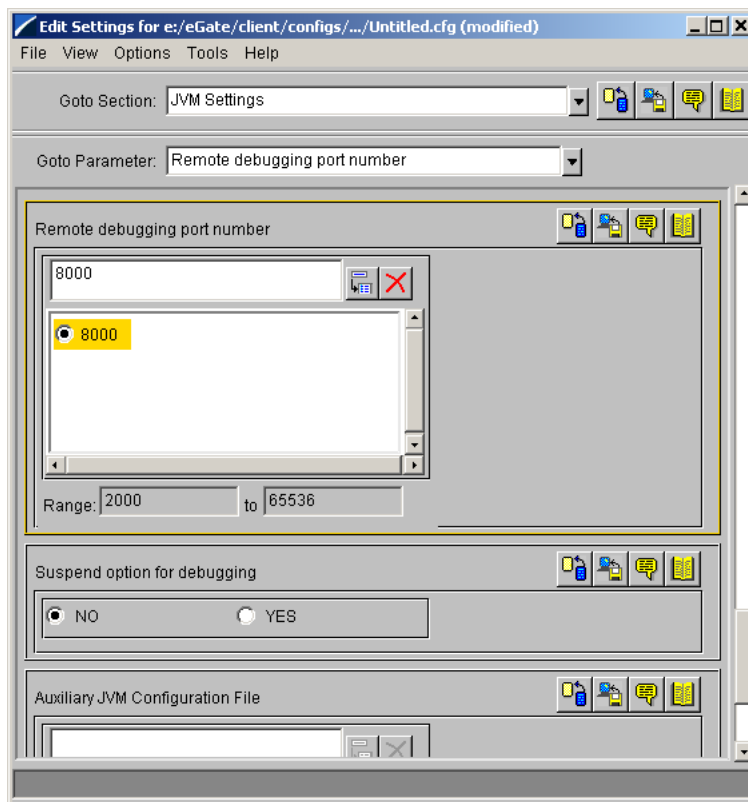 Edit Settings for e:/eGate/client/configs/.../Untitled.cfg (modified)
File View Options Tools Help
Goto Section: JVM Settings
Goto Parameter: Remote debugging port number
Remote debugging port number
8000
8000
Range: 2000 to 65536
Suspend option for debugging
NO YES
Auxiliary JVM Configuration File